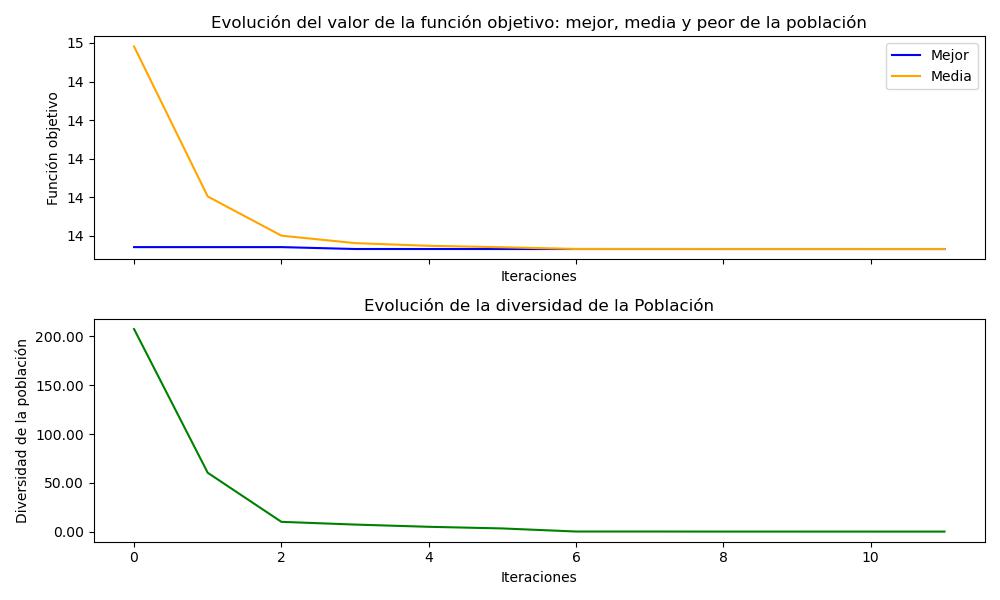 Evolución del valor de la función objetivo: mejor, media y peor de la población
15
14
14
14
14
14
Función objetivo
Mejor
Media
Iteraciones
Evolución de la diversidad de la Población
200.00
150.00
100.00
50.00
0.00
Diversidad de la población
0 2 4 6 8 10
Iteraciones